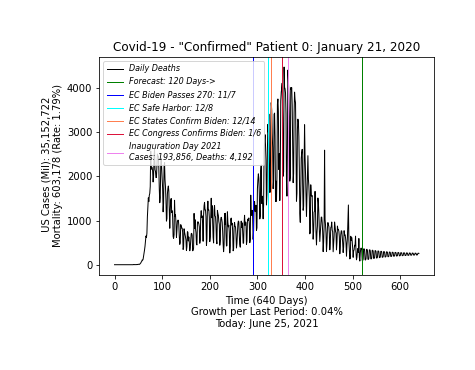 Covid-19 - "Confirmed" Patient 0: January 21, 2020
US Cases (Mil): 35,152,722
Mortality: 603,178 (Rate: 1.79%)
4000
3000
2000
1000
0
Daily Deaths
Forecast: 120 Days->
EC Biden Passes 270: 11/7
EC Safe Harbor: 12/8
EC States Confirm Biden: 12/14
EC Congress Confirms Biden: 1/6
Inauguration Day 2021
Cases: 193,856, Deaths: 4,192
0 100 200 300 400 500 600
Time (640 Days)
Growth per Last Period: 0.04%
Today: June 25, 2021